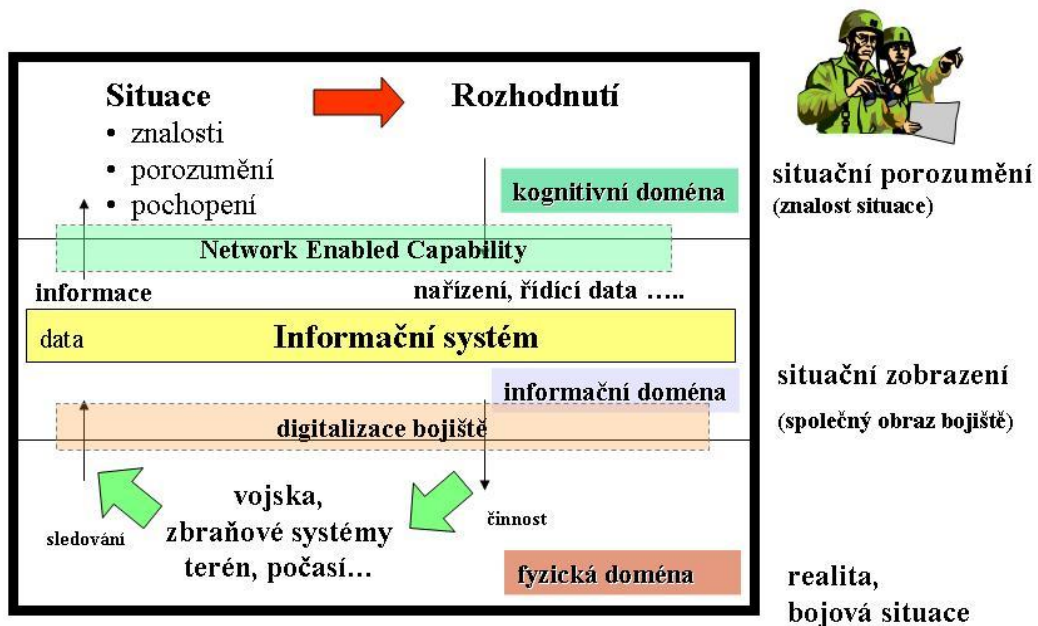 Situace
Rozhodnutí
• znalosti
• porozumění
• pochopení
kognitivní doména
situační porozumění
(znalost situace)
Network Enabled Capability
informace
nařízení, řídící data …..
data
Informační systém
informační doména
situační zobrazení
(společný obraz bojiště)
digitalizace bojiště
vojska,
zbraňové systémy
terén, počasí…
sledování
činnost
fyzická doména
realita,
bojová situace